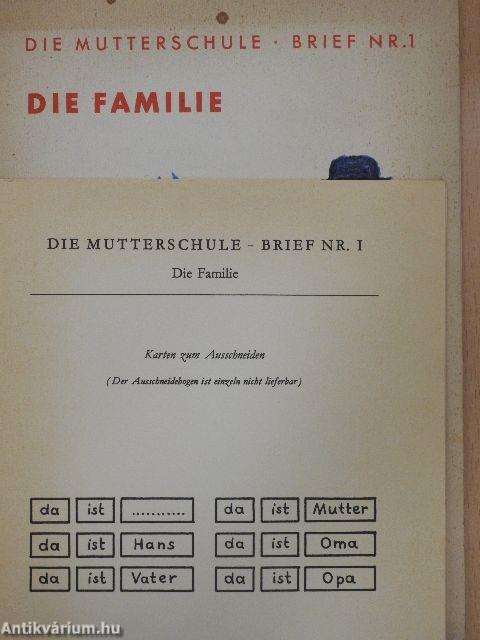 DIE MUTTERSCHULE · BRIEF NR.1
DIE FAMILIE
DIE MUTTERSCHULE – BRIEF NR. I
Die Familie
Karten zum Ausschneiden
(Der Ausschneidebogen ist einzeln nicht lieferbar)
da ist ........... da ist Mutter
da ist Hans da ist Oma
da ist Vater da ist Opa
Antikvárium.hu